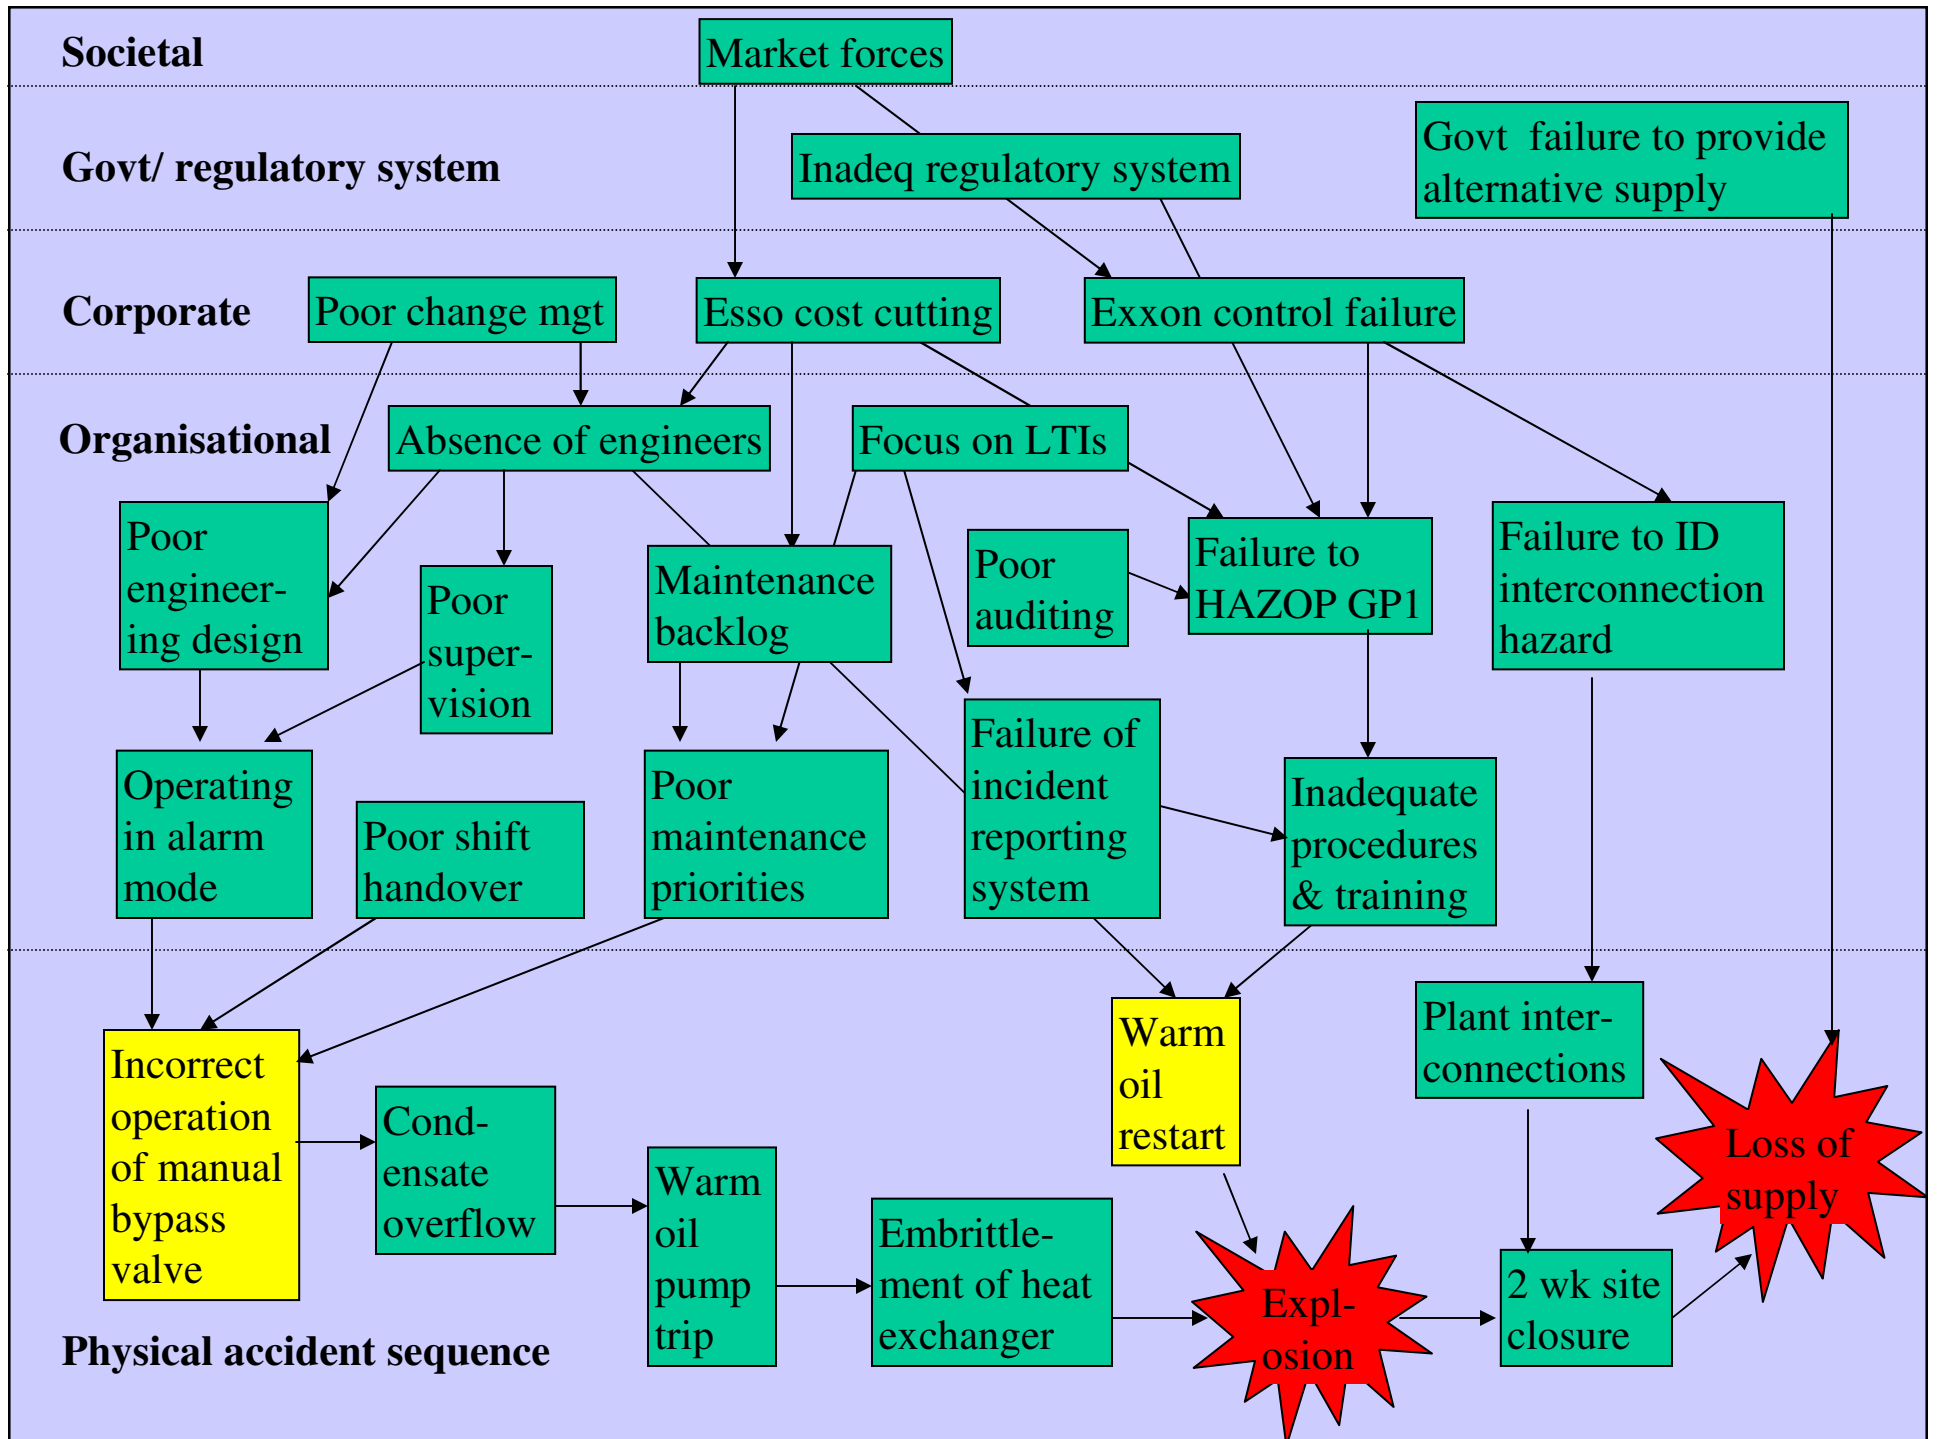 Societal
Market forces
Govt/ regulatory system
Inadeq regulatory system
Govt  failure to provide
alternative supply
Corporate
Poor change mgt
Esso cost cutting
Exxon control failure
Organisational
Absence of engineers
Focus on LTIs
Poor
engineer-
ing design
Poor
super-
vision
Maintenance
backlog
Poor
auditing
Failure to
HAZOP GP1
Failure to ID
interconnection
hazard
Operating
in alarm
mode
Poor shift
handover
Poor
maintenance
priorities
Failure of
incident
reporting
system
Inadequate
procedures
& training
Incorrect
operation
of manual
bypass
valve
Cond-
ensate
overflow
Warm
oil
pump
trip
Embrittle-
ment of heat
exchanger
Warm
oil
restart
Expl-
osion
Plant inter-
connections
2 wk site
closure
Loss of
supply
Physical accident sequence